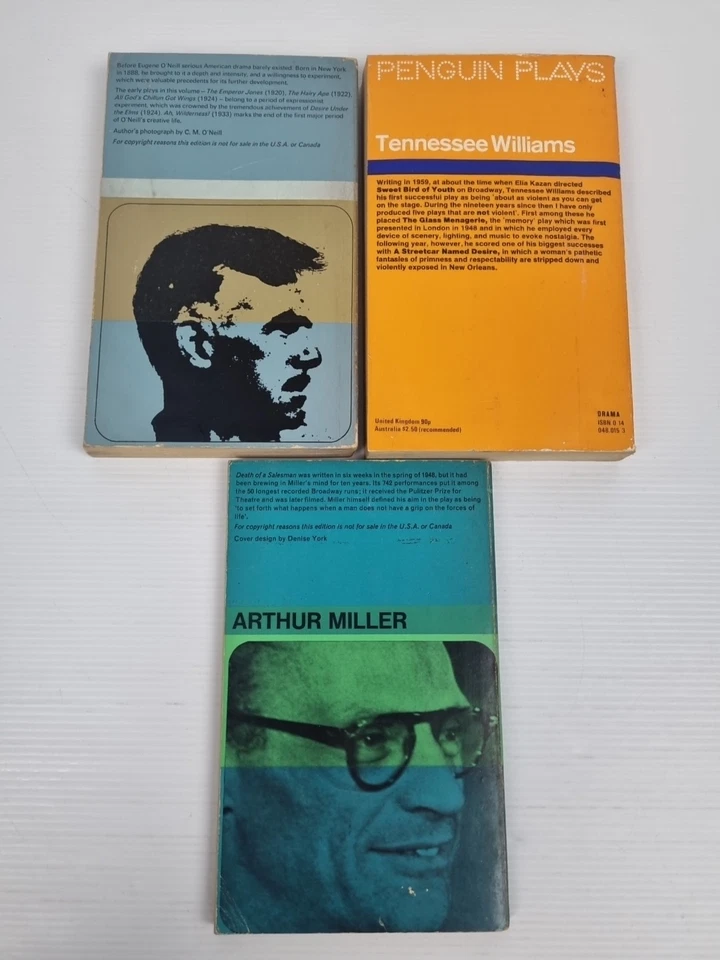 Before Eugene O'Neill serious American drama barely existed. Born in New York
in 1888, he brought to it a depth and intensity, and a willingness to experiment,
which were valuable precedents for its further development.
The early plays in this volume – The Emperor Jones (1920), The Hairy Ape (1922),
All God's Chillun Got Wings (1924) – belong to a period of expressionist
experiment, which was crowned by the tremendous achievement of Desire Under
the Elms (1924). Ah, Wilderness! (1933) marks the end of the first major period
of O'Neill's creative life.
Author's photograph by C. M. O'Neill
For copyright reasons this edition is not for sale in the U.S.A. or Canada
PENGUIN PLAYS
Tennessee Williams
Writing in 1959, at about the time when Elia Kazan directed
Sweet Bird of Youth on Broadway, Tennessee Williams described
his first successful play as being 'about as violent as you can get
on the stage. During the nineteen years since then I have only
produced five plays that are not violent'. First among these he
placed The Glass Menagerie, the 'memory' play which was first
presented in London in 1948 and in which he employed every
device of scenery, lighting, and music to evoke nostalgia. The
following year, however, he scored one of his biggest successes
with A Streetcar Named Desire, in which a woman's pathetic
fantasies of primness and respectability are stripped down and
violently exposed in New Orleans.
United Kingdom 90p
Australia $2.50 (recommended)
DRAMA
ISBN 0 14
048 015 3
Death of a Salesman was written in six weeks in the spring of 1948, but it had
been brewing in Miller's mind for ten years. Its 742 performances put it among
the 50 longest recorded Broadway runs; it received the Pulitzer Prize for
Theatre and was later filmed. Miller himself defined his aim in the play as being
'to set forth what happens when a man does not have a grip on the forces of
life'.
For copyright reasons this edition is not for sale in the U.S.A. or Canada
Cover design by Denise York
ARTHUR MILLER